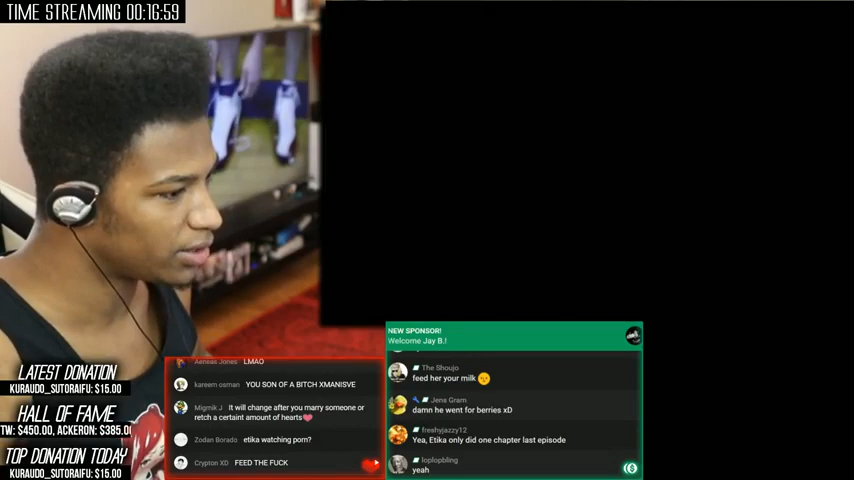 TIME STREAMING 00:16:59
NEW SPONSOR!
Welcome Jay B.!
Aeneas Jones LMAO
kareem osman YOU SON OF A BITCH XMANISVE
Migmik J It will change after you marry someone or
retch a certaint amount of hearts❤
Zodan Borado etika watching porn?
Crypton XD FEED THE FUCK
The Shoujo
feed her your milk
Jens Gram
damn he went for berries xD
freshyjazzy12
Yea, Etika only did one chapter last episode
loplopbling
yeah
LATEST DONATION
KURAUDO_SUTORAIFU: $15.00
HALL OF FAME
TW: $450.00, ACKERON: $385.0
TOP DONATION TODAY
KURAUDO_SUTORAIFU: $15.00